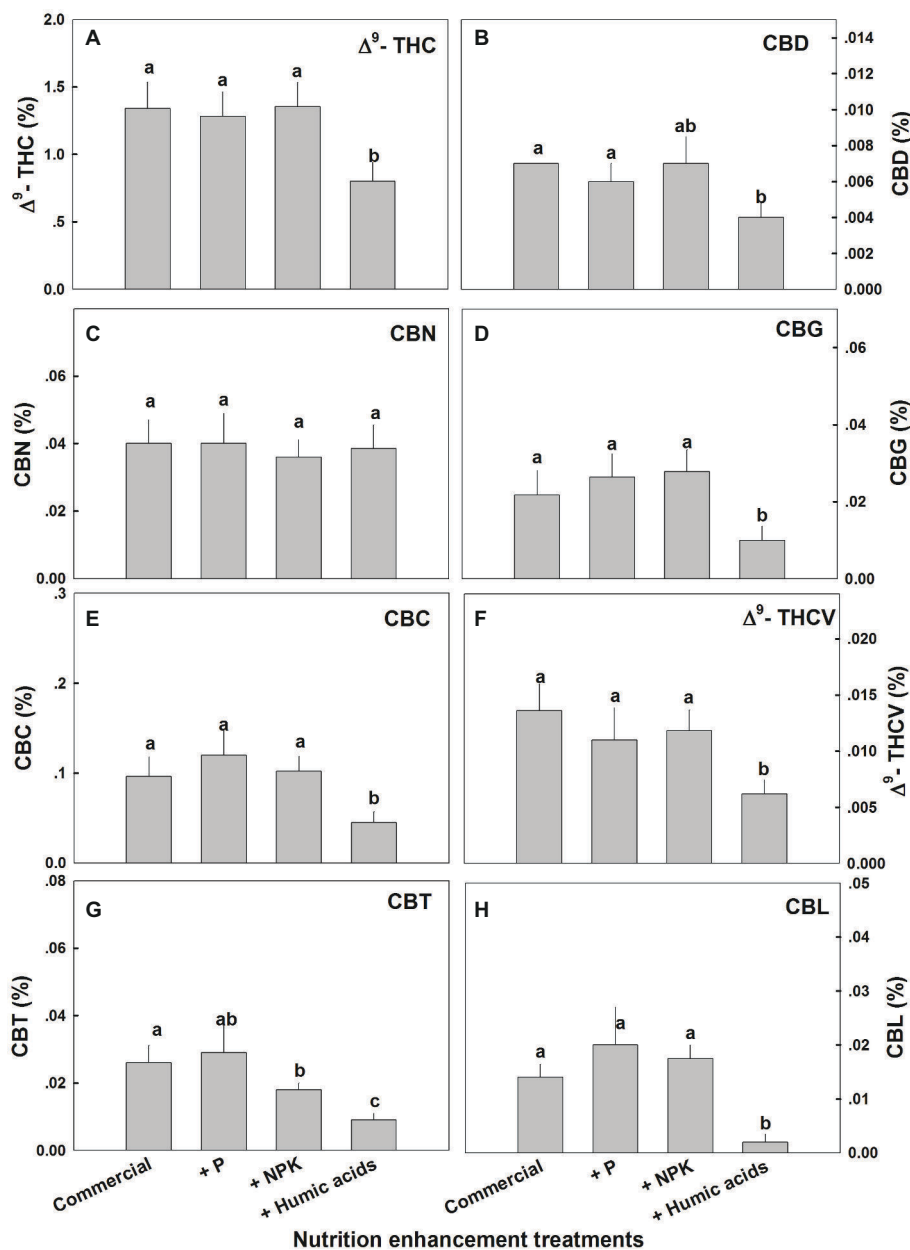 A
Δ⁹- THC
Δ⁹- THC (%)
2.0
1.5
1.0
.5
0.0
a
a
a
b
B
CBD
CBD (%)
.014
.012
.010
.008
.006
.004
.002
.000
a
a
ab
b
C
CBN
CBN (%)
.06
.04
.02
0.00
a
a
a
a
D
CBG
CBG (%)
.06
.04
.02
.00
a
a
a
b
E
CBC
CBC (%)
.3
.2
.1
0.0
a
a
a
b
F
Δ⁹- THCV
Δ⁹- THCV (%)
.020
.015
.010
.005
.000
a
a
a
b
G
CBT
CBT (%)
.08
.06
.04
.02
0.00
a
ab
b
c
H
CBL
CBL (%)
.05
.04
.03
.02
.01
0.00
a
a
a
b
Commercial
+ P
+ NPK
+ Humic acids
Commercial
+ P
+ NPK
+ Humic acids
Nutrition enhancement treatments